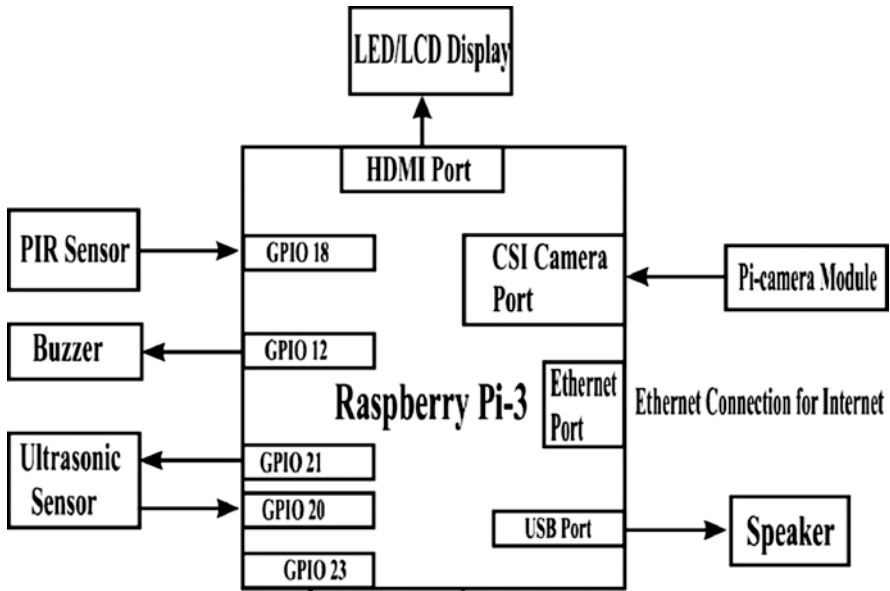 LED/LCD Display
HDMI Port
PIR Sensor
GPIO 18
CSI Camera
Port
Pi-camera Module
Buzzer
GPIO 12
Raspberry Pi-3
Ethernet
Port
Ethernet Connection for Internet
Ultrasonic
Sensor
GPIO 21
GPIO 20
USB Port
Speaker
GPIO 23